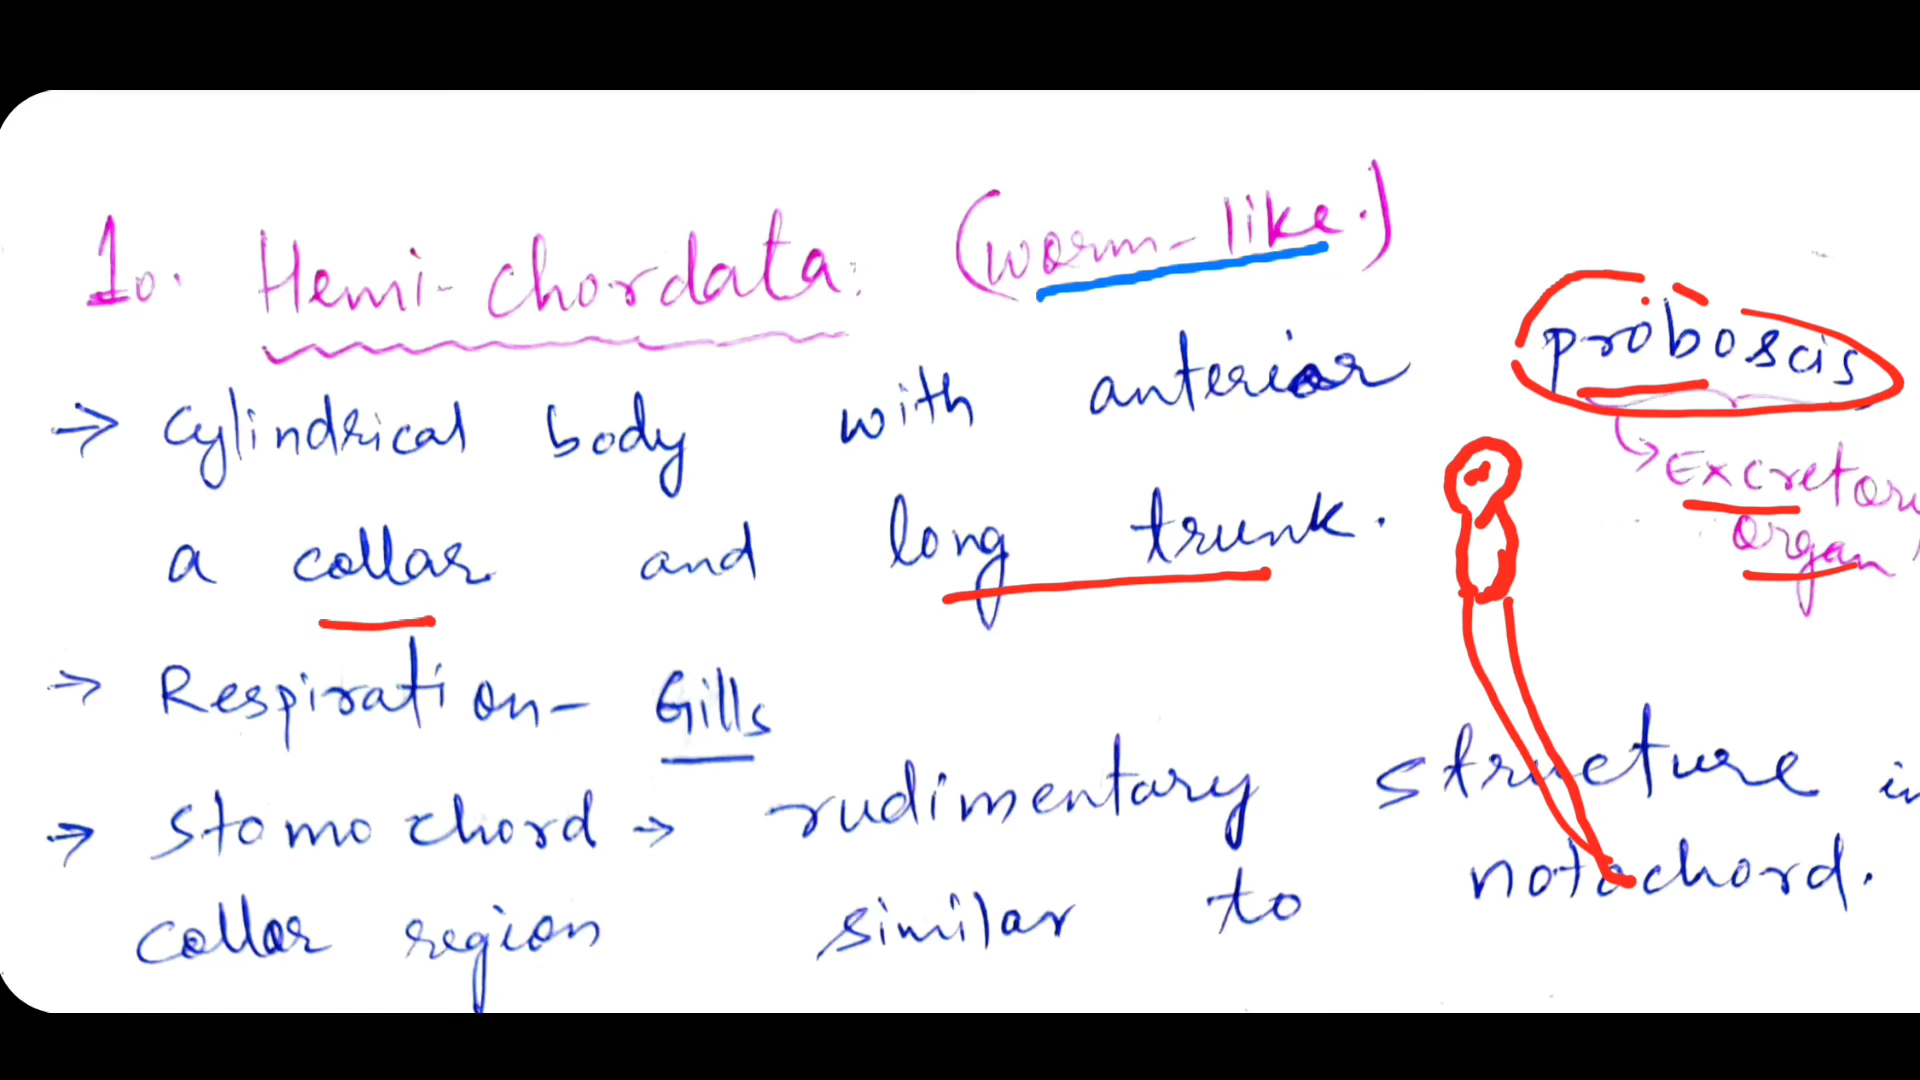 10. Hemi-chordata: (worm-like.)
→ cylindrical body with anterior proboscis
→ Excretory organ
a collar and long trunk.
→ Respiration- Gills
→ Stomochord → rudimentary structure in
collar region similar to notochord.